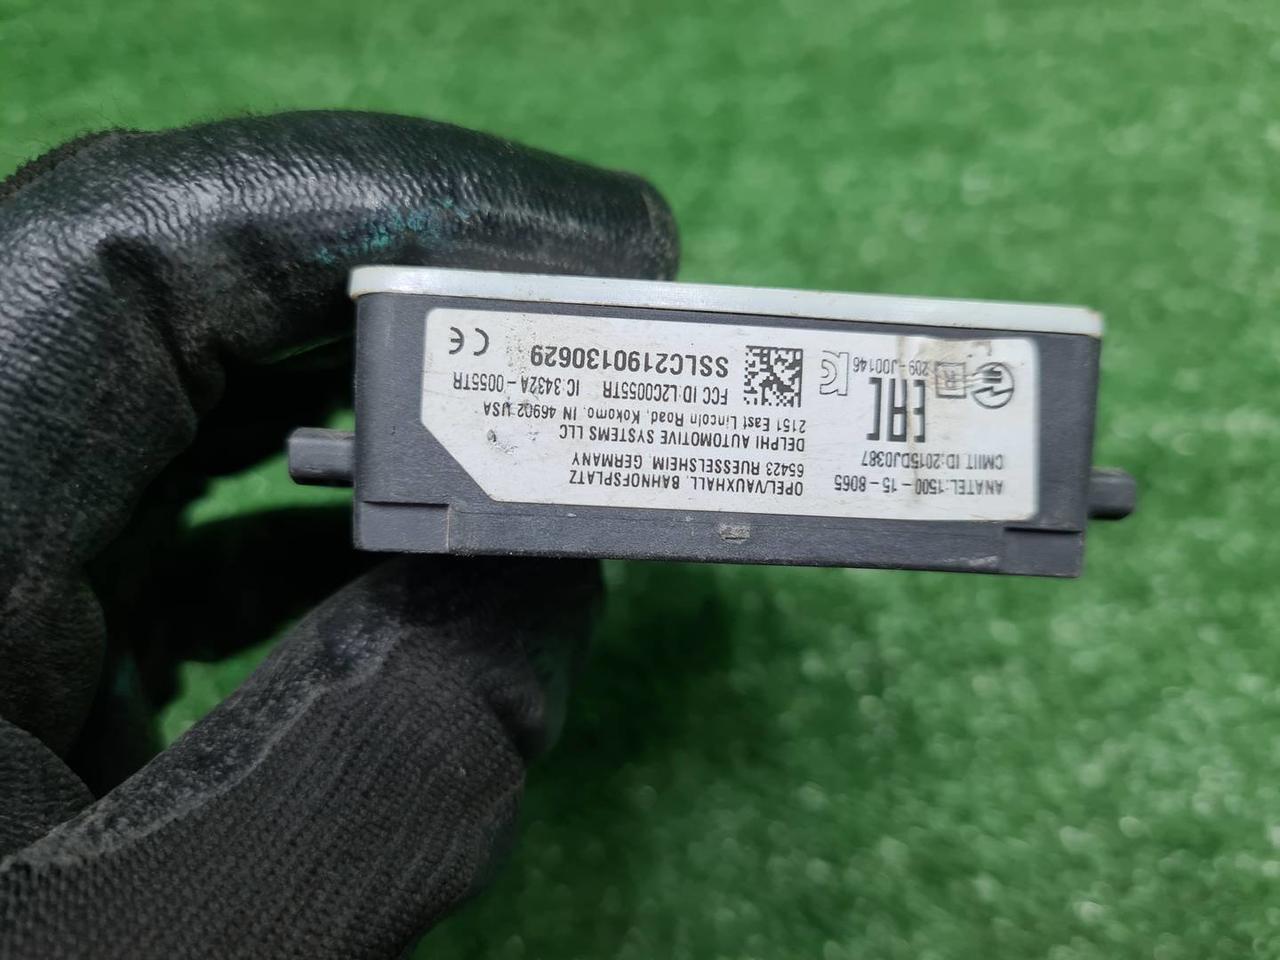 ANATEL:1500-15-8065
CMIIT ID:2015DJ0387
EAC
R
209-J00146
OPEL/VAUXHALL, BAHNHOFSPLATZ
65423 RUESSELSHEIM, GERMANY
DELPHI AUTOMOTIVE SYSTEMS LLC
2151 East Lincoln Road, Kokomo, IN 46902 USA
FCC ID:L2C0055TR IC:3432A-0055TR
SSLC2190130629
CE